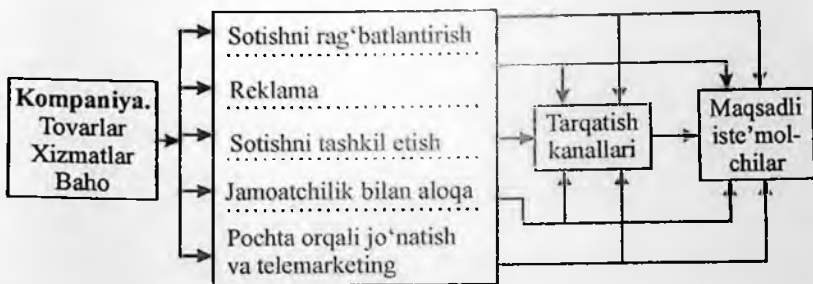 Kompaniya.
Tovarlar
Xizmatlar
Baho
Sotishni rag‘batlantirish
Reklama
Sotishni tashkil etish
Jamoatchilik bilan aloqa
Pochta orqali jo‘natish
va telemarketing
Tarqatish
kanallari
Maqsadli
iste’mol-
chilar